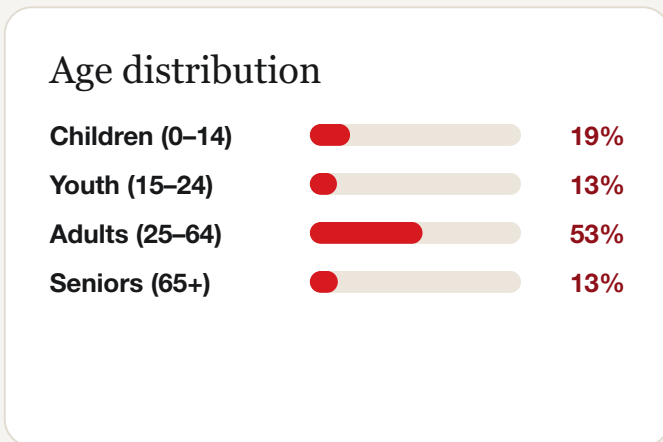 Age distribution
Children (0–14) 19%
Youth (15–24) 13%
Adults (25–64) 53%
Seniors (65+) 13%